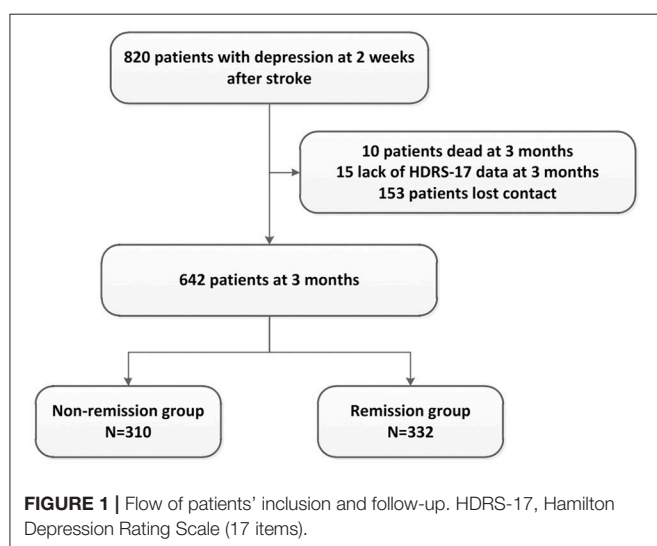 820 patients with depression at 2 weeks
after stroke
10 patients dead at 3 months
15 lack of HDRS-17 data at 3 months
153 patients lost contact
642 patients at 3 months
Non-remission group
N=310
Remission group
N=332
FIGURE 1 | Flow of patients’ inclusion and follow-up. HDRS-17, Hamilton
Depression Rating Scale (17 items).